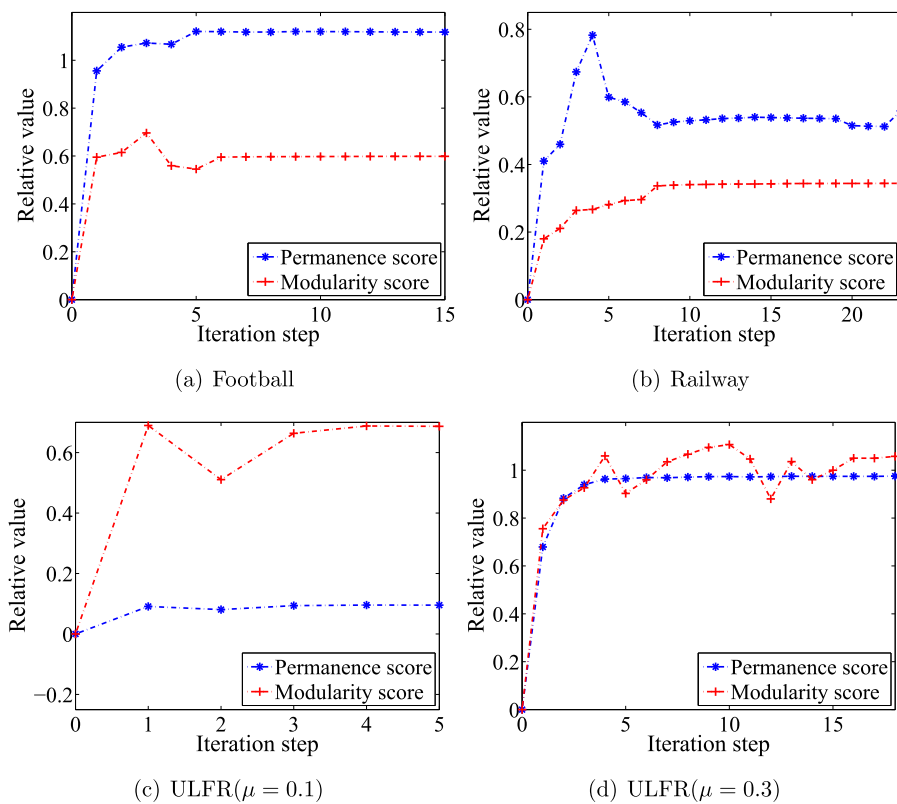 1
0.8
0.6
0.4
0.2
0
0
5
10
15
Relative value
Iteration step
Permanence score
Modularity score
(a) Football
0.8
0.6
0.4
0.2
0
0
5
10
15
20
Relative value
Iteration step
Permanence score
Modularity score
(b) Railway
0.6
0.4
0.2
0
−0.2
0
1
2
3
4
5
Relative value
Iteration step
Permanence score
Modularity score
(c) ULFR(μ = 0.1)
1
0.8
0.6
0.4
0.2
0
0
5
10
15
Relative value
Iteration step
Permanence score
Modularity score
(d) ULFR(μ = 0.3)